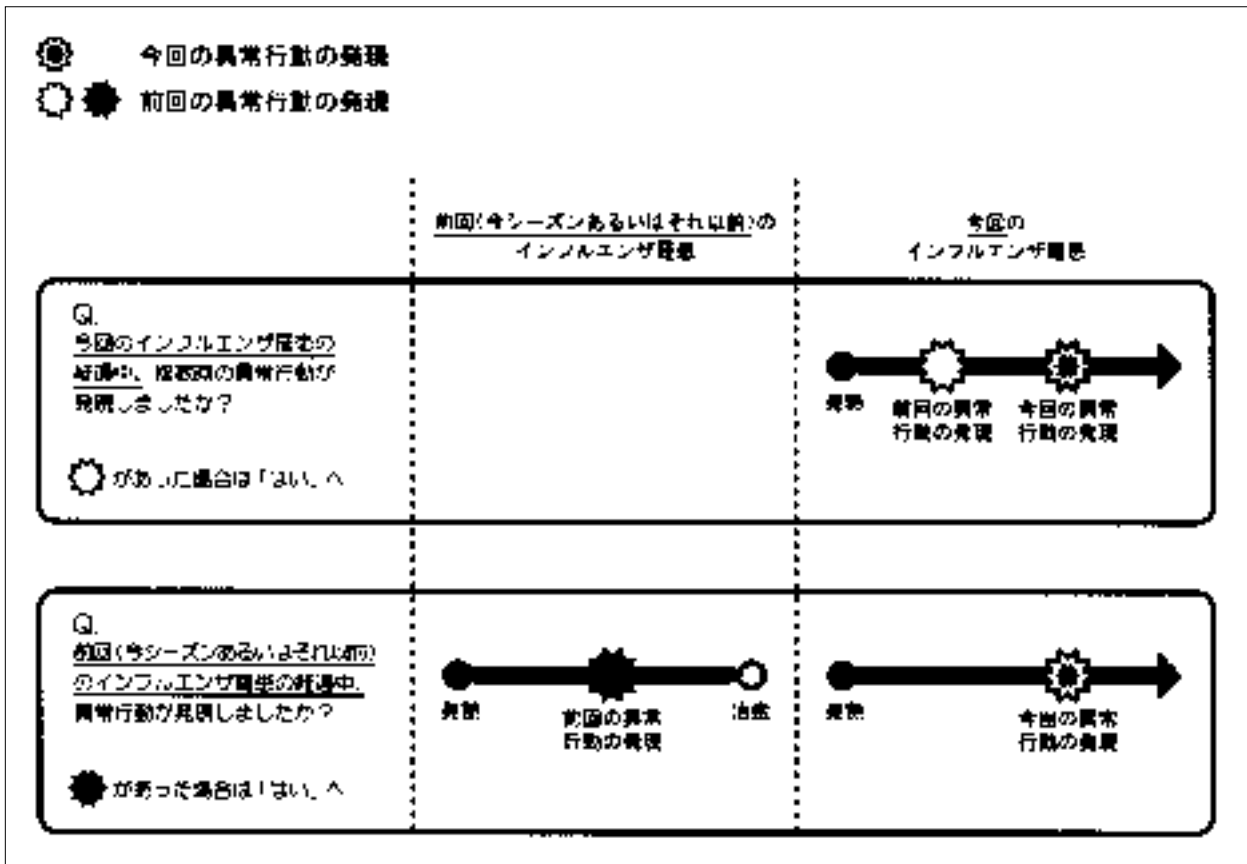 今回の異常行動の発現
前回の異常行動の発現
前回(今シーズンあるいはそれ以前)の
インフルエンザ罹患
今回の
インフルエンザ罹患
Q.
今回のインフルエンザ罹患の
経過中、 の異常行動が
発現しましたか?
があった場合は「はい」へ
発熱
前回の異常
行動の発現
今回の異常
行動の発現
Q.
前回(今シーズンあるいはそれ以前)
のインフルエンザ罹患の経過中、
異常行動が発現しましたか?
があった場合は「はい」へ
発熱
前回の異常
行動の発現
治癒
発熱
今回の異常
行動の発現